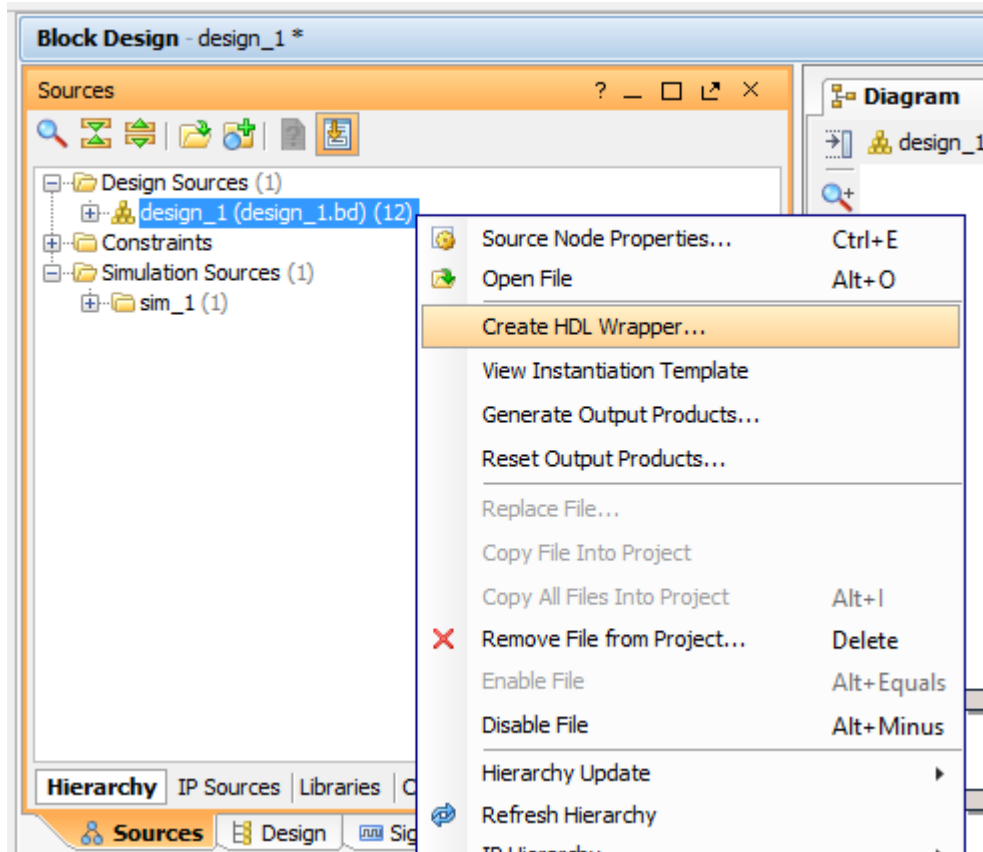 Block Design - design_1 *
Sources
?
Diagram
design_1
Design Sources (1)
design_1 (design_1.bd) (12)
Constraints
Simulation Sources (1)
sim_1 (1)
Source Node Properties... Ctrl+E
Open File Alt+O
Create HDL Wrapper...
View Instantiation Template
Generate Output Products...
Reset Output Products...
Replace File...
Copy File Into Project
Copy All Files Into Project Alt+I
Remove File from Project... Delete
Enable File Alt+Equals
Disable File Alt+Minus
Hierarchy Update
Refresh Hierarchy
IP Hierarchy
Hierarchy IP Sources Libraries
Sources Design Sig